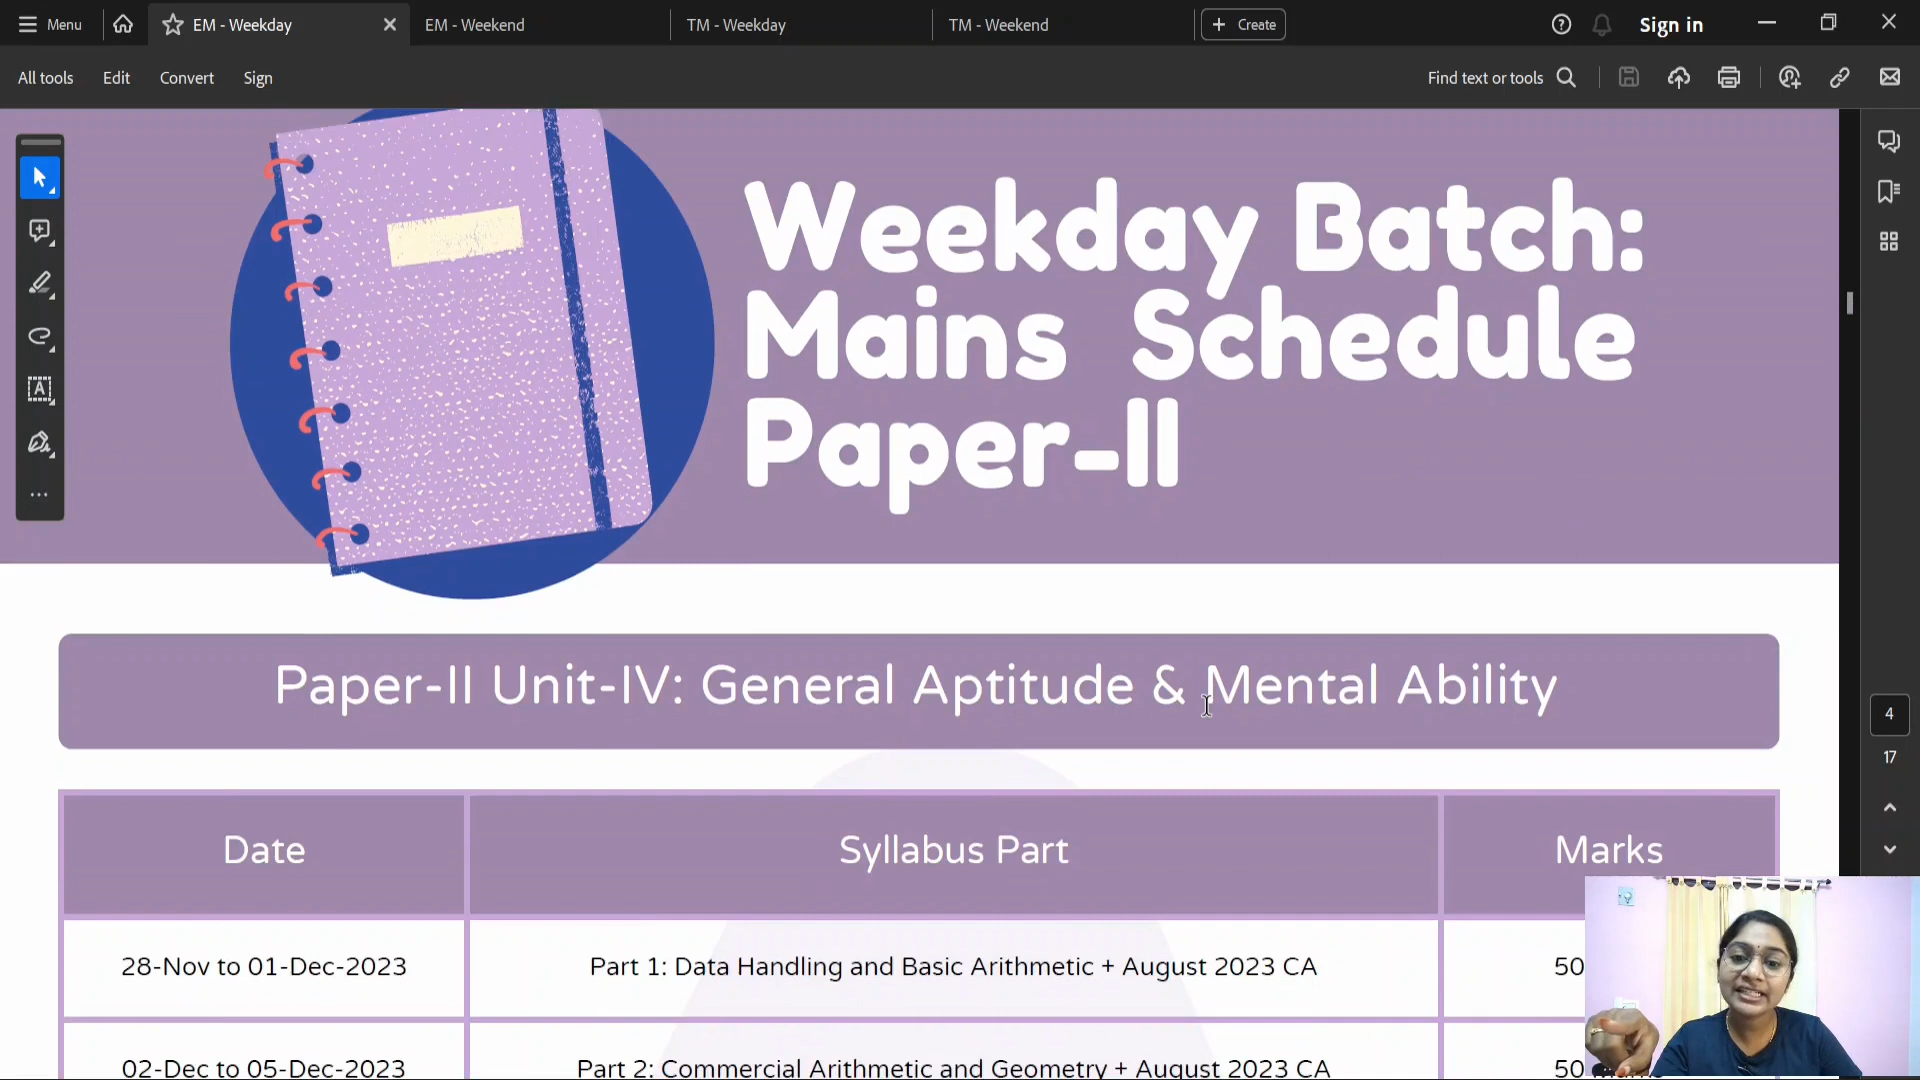 Menu
EM - Weekday
EM - Weekend
TM - Weekday
TM - Weekend
Create
Sign in
All tools
Edit
Convert
Sign
Find text or tools
Weekday Batch:
Mains Schedule
Paper-II
Paper-II Unit-IV: General Aptitude & Mental Ability
Date
Syllabus Part
Marks
28-Nov to 01-Dec-2023
Part 1: Data Handling and Basic Arithmetic + August 2023 CA
50
02-Dec to 05-Dec-2023
Part 2: Commercial Arithmetic and Geometry + August 2023 CA
50
4
17